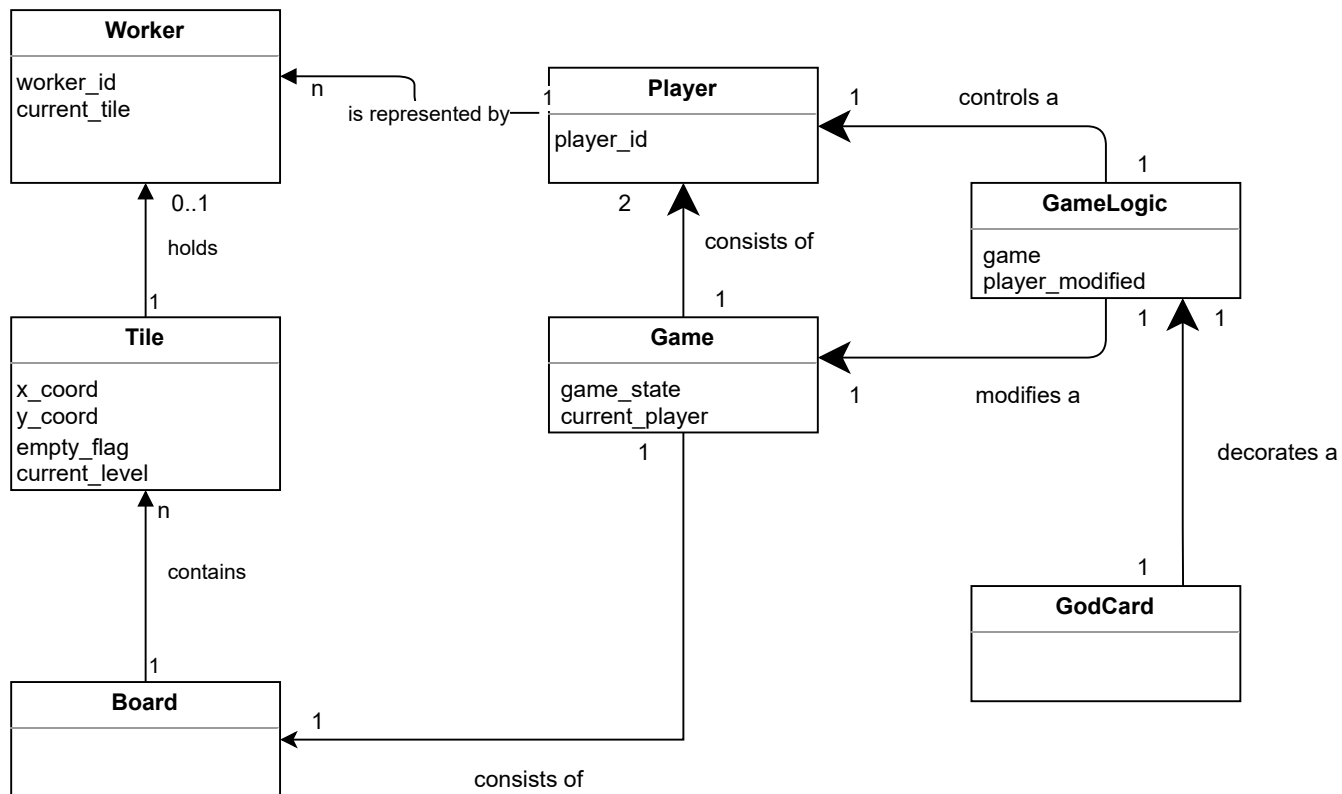 Worker
worker_id
current_tile
n
is represented by
1
Player
player_id
1
controls a
1
GameLogic
game
player_modified
0..1
holds
1
2
consists of
1
Tile
x_coord
y_coord
empty_flag
current_level
Game
game_state
current_player
1
1
1
modifies a
1
decorates a
n
contains
1
1
GodCard
Board
1
consists of